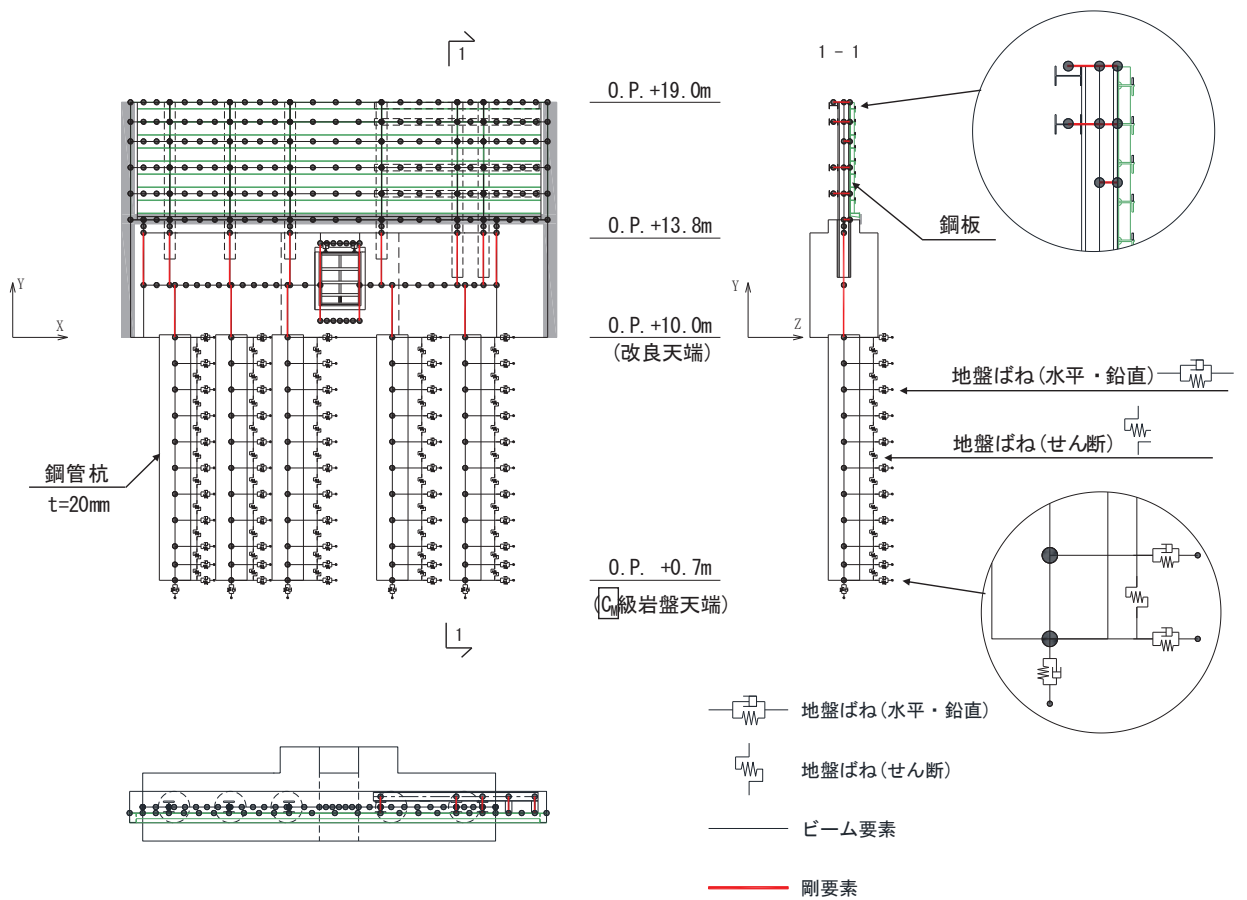 1
1 - 1
O.P.+19.0m
O.P.+13.8m
鋼板
Y
X
Y
Z
O.P.+10.0m
(改良天端)
地盤ばね(水平・鉛直)
地盤ばね(せん断)
鋼管杭
t=20mm
O.P. +0.7m
(CM級岩盤天端)
1
地盤ばね(水平・鉛直)
地盤ばね(せん断)
ビーム要素
剛要素